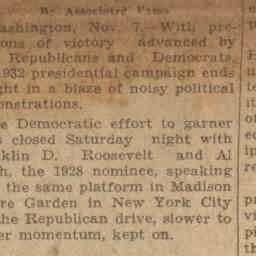 By Associated Press
ashington, Nov. 7.—With pre-
ons of victory advanced by
Republicans and Democrats,
1932 presidential campaign ends
ght in a blaze of noisy political
onstrations.
e Democratic effort to garner
s closed Saturday night with
klin D. Roosevelt and Al
h, the 1928 nominee, speaking
the same platform in Madison
re Garden in New York City
the Republican drive, slower to
er momentum, kept on.